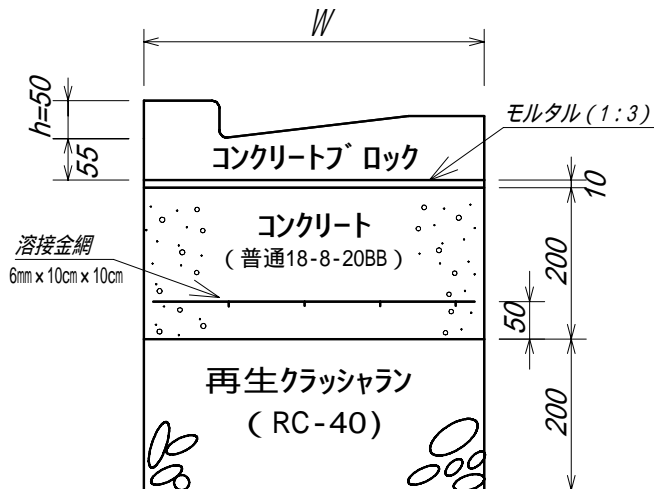 W
h=50
55
モルタル(1:3)
コンクリートブロック
10
コンクリート
(普通18-8-20BB)
200
溶接金網
6mm×10cm×10cm
50
再生クラッシャラン
(RC-40)
200